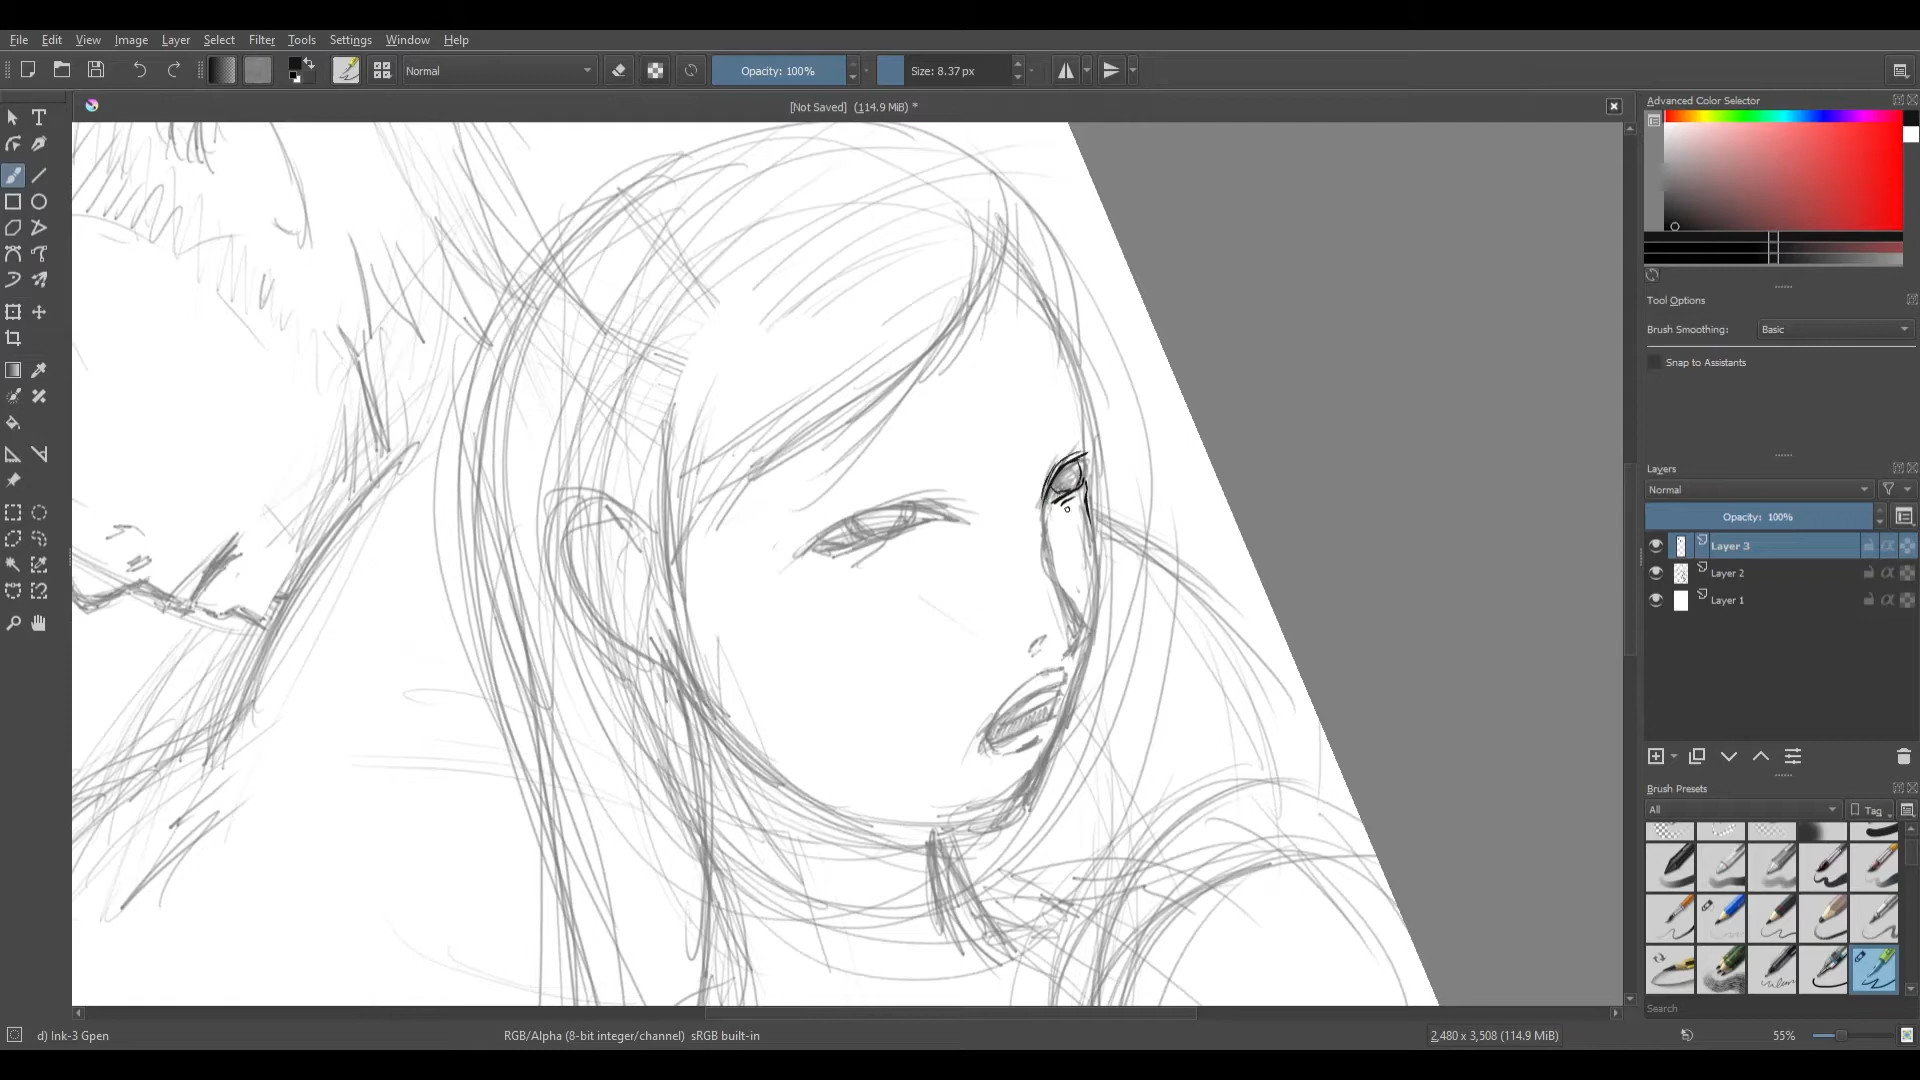 File Edit View Image Layer Select Filter Tools Settings Window Help
Normal
Opacity: 100%
Size: 8.37 px
[Not Saved] (114.9 MiB) *
Advanced Color Selector
Tool Options
Brush Smoothing:
Basic
Snap to Assistants
Layers
Normal
Opacity: 100%
Layer 3
Layer 2
Layer 1
Brush Presets
All
Tag
Search
d) Ink-3 Gpen
RGB/Alpha (8-bit integer/channel) sRGB built-in
2,480 x 3,508 (114.9 MiB)
55%